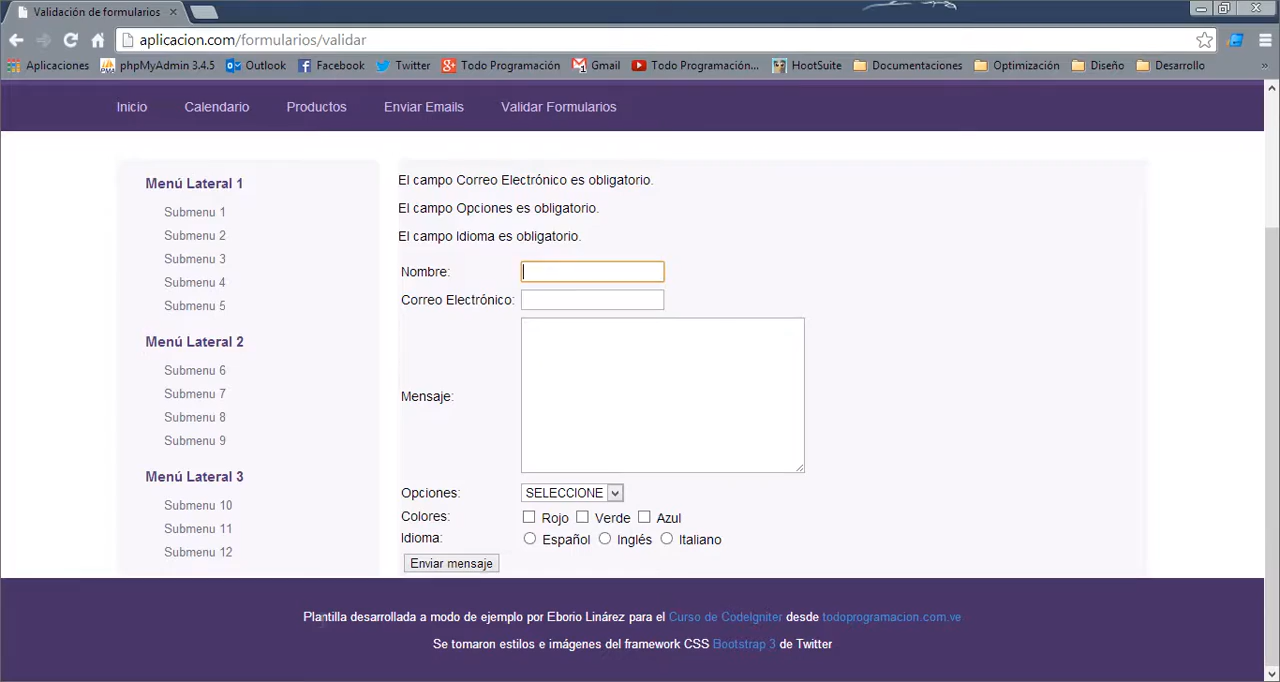 Validación de formularios
aplicacion.com/formularios/validar
Aplicaciones phpMyAdmin 3.4.5 Outlook Facebook Twitter Todo Programación Gmail Todo Programación... HootSuite Documentaciones Optimización Diseño Desarrollo »
Inicio Calendario Productos Enviar Emails Validar Formularios
Menú Lateral 1
Submenu 1
Submenu 2
Submenu 3
Submenu 4
Submenu 5
Menú Lateral 2
Submenu 6
Submenu 7
Submenu 8
Submenu 9
Menú Lateral 3
Submenu 10
Submenu 11
Submenu 12
El campo Correo Electrónico es obligatorio.
El campo Opciones es obligatorio.
El campo Idioma es obligatorio.
Nombre:
Correo Electrónico:
Mensaje:
Opciones: SELECCIONE
Colores: Rojo Verde Azul
Idioma: Español Inglés Italiano
Enviar mensaje
Plantilla desarrollada a modo de ejemplo por Eborio Linárez para el Curso de CodeIgniter desde todoprogramacion.com.ve
Se tomaron estilos e imágenes del framework CSS Bootstrap 3 de Twitter